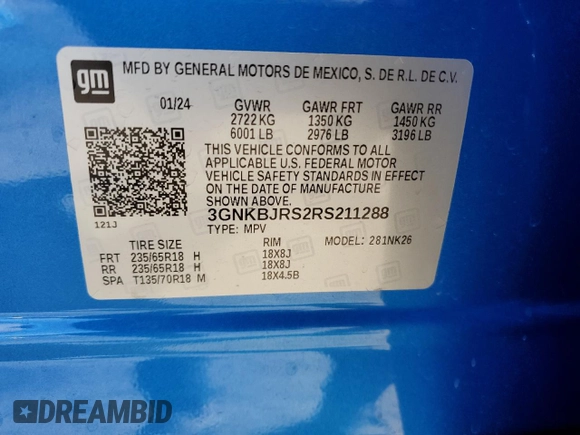 gm
MFD BY GENERAL MOTORS DE MEXICO, S. DE R.L. DE C.V.
01/24 GVWR GAWR FRT GAWR RR
2722 KG 1350 KG 1450 KG
6001 LB 2976 LB 3196 LB
THIS VEHICLE CONFORMS TO ALL
APPLICABLE U.S. FEDERAL MOTOR
VEHICLE SAFETY STANDARDS IN EFFECT
ON THE DATE OF MANUFACTURE
SHOWN ABOVE.
3GNKBJRS2RS211288
121J TYPE: MPV
TIRE SIZE RIM MODEL: 281NK26
FRT 235/65R18 H 18X8J
RR 235/65R18 H 18X8J
SPA T135/70R18 M 18X4.5B
DREAMBID